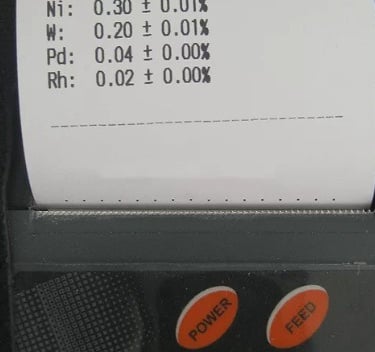 Ni: 0.30 ± 0.01%
W: 0.20 ± 0.01%
Pd: 0.04 ± 0.00%
Rh: 0.02 ± 0.00%
POWER
FEED